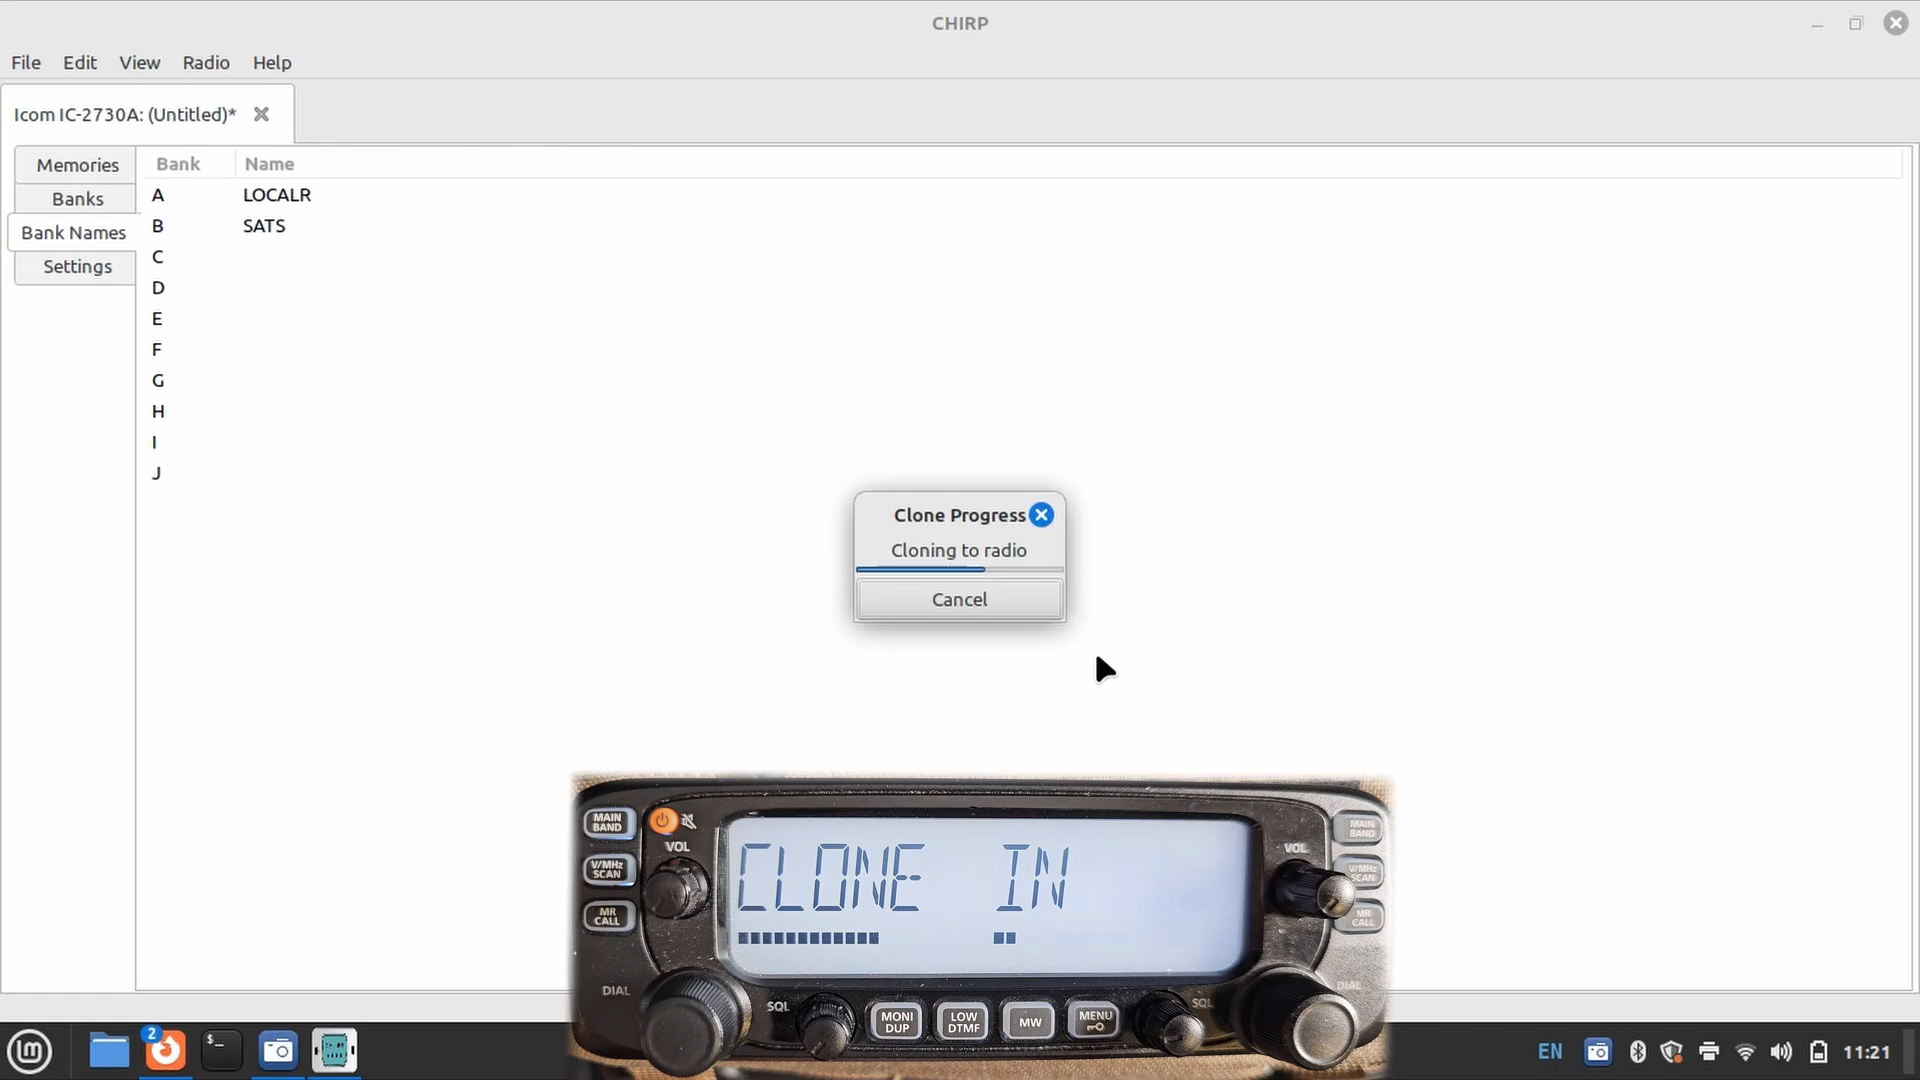 CHIRP
File Edit View Radio Help
Icom IC-2730A: (Untitled)*
Memories
Banks
Bank Names
Settings
Bank Name
A LOCALR
B SATS
C
D
E
F
G
H
I
J
Clone Progress
Cloning to radio
Cancel
MAIN BAND
VOL
V/MHz SCAN
MR CALL
DIAL
SQL
CLONE IN
MONI DUP
LOW DTMF
MW
MENU
VOL
MAIN BAND
V/MHz SCAN
MR CALL
SQL
DIAL
2
$_
EN
11:21